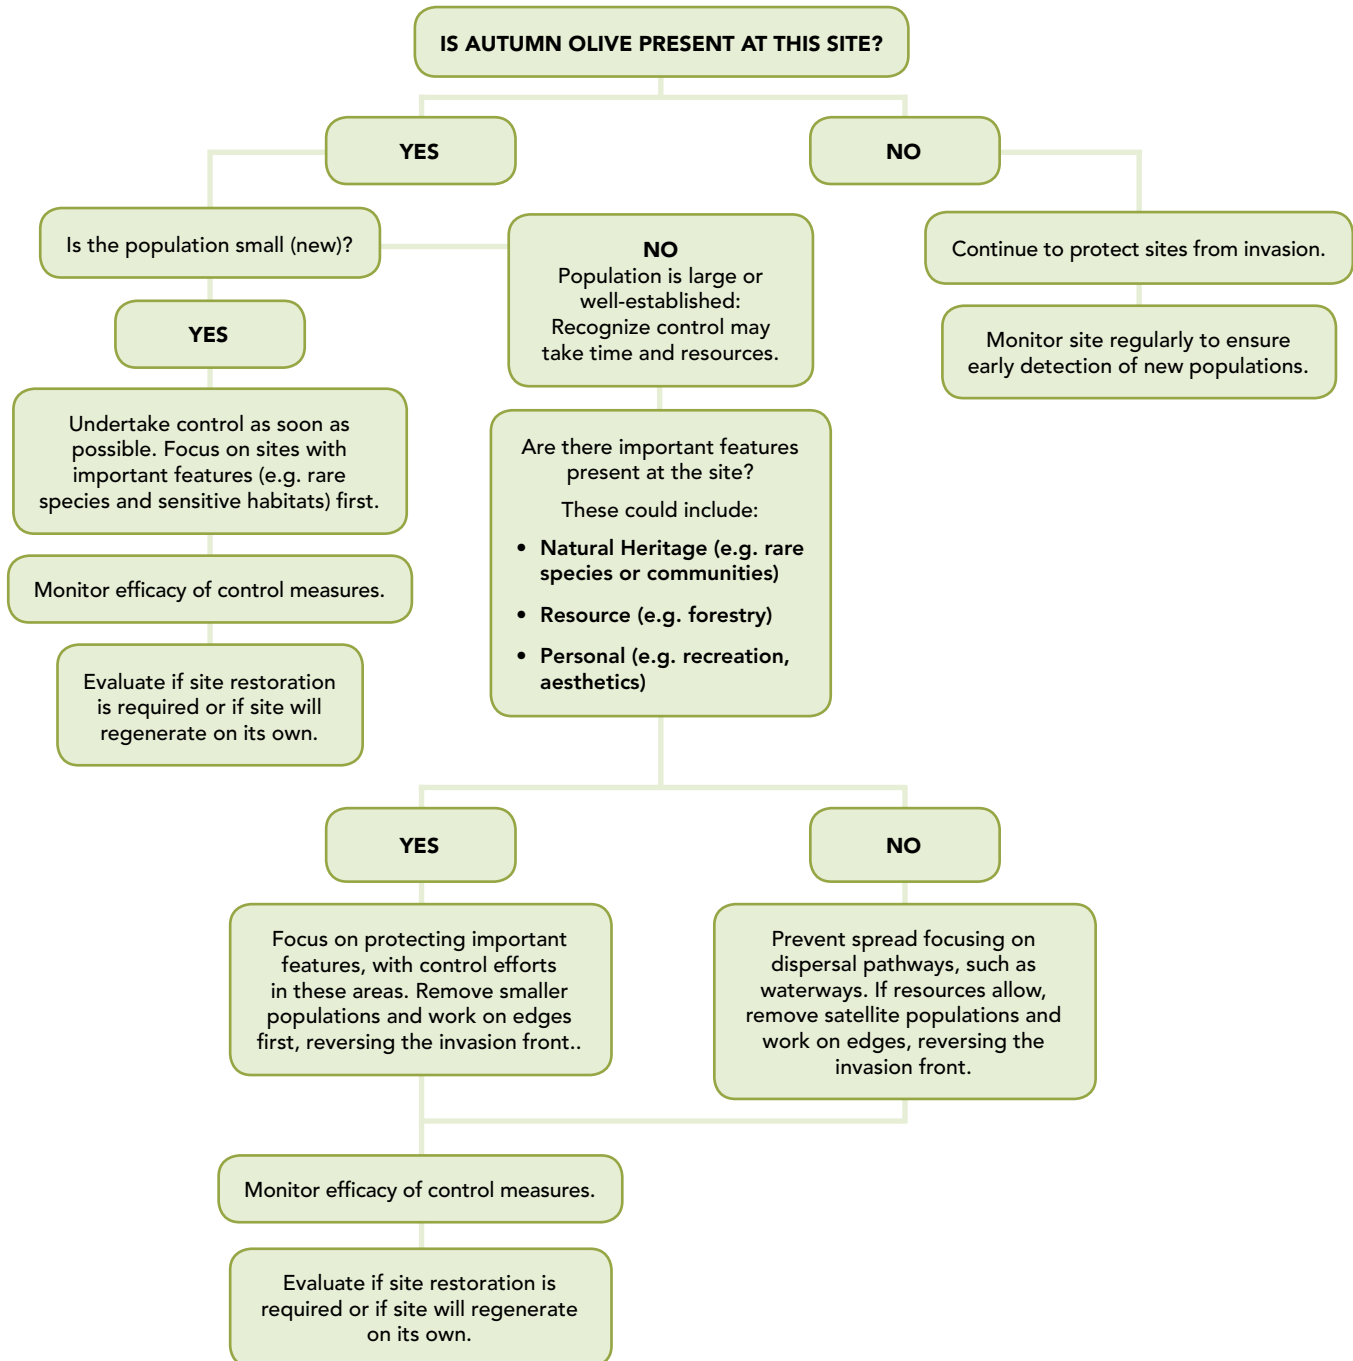 IS AUTUMN OLIVE PRESENT AT THIS SITE?
YES
NO
Is the population small (new)?
NO
Population is large or
well-established:
Recognize control may
take time and resources.
Continue to protect sites from invasion.
Monitor site regularly to ensure
early detection of new populations.
YES
Undertake control as soon as
possible. Focus on sites with
important features (e.g. rare
species and sensitive habitats) first.
Monitor efficacy of control measures.
Evaluate if site restoration
is required or if site will
regenerate on its own.
Are there important features
present at the site?
These could include:
• Natural Heritage (e.g. rare
species or communities)
• Resource (e.g. forestry)
• Personal (e.g. recreation,
aesthetics)
YES
NO
Focus on protecting important
features, with control efforts
in these areas. Remove smaller
populations and work on edges
first, reversing the invasion front..
Prevent spread focusing on
dispersal pathways, such as
waterways. If resources allow,
remove satellite populations and
work on edges, reversing the
invasion front.
Monitor efficacy of control measures.
Evaluate if site restoration is
required or if site will regenerate
on its own.